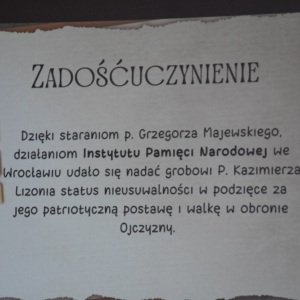 ZADOŚĆUCZYNIENIE
Dzięki staraniom p. Grzegorza Majewskiego,
działaniom Instytutu Pamięci Narodowej we
Wrocławiu udało się nadać grobowi P. Kazimierza
Lizonia status nieusuwalności w podzięce za
jego patriotyczną postawę i walkę w obronie
Ojczyzny.